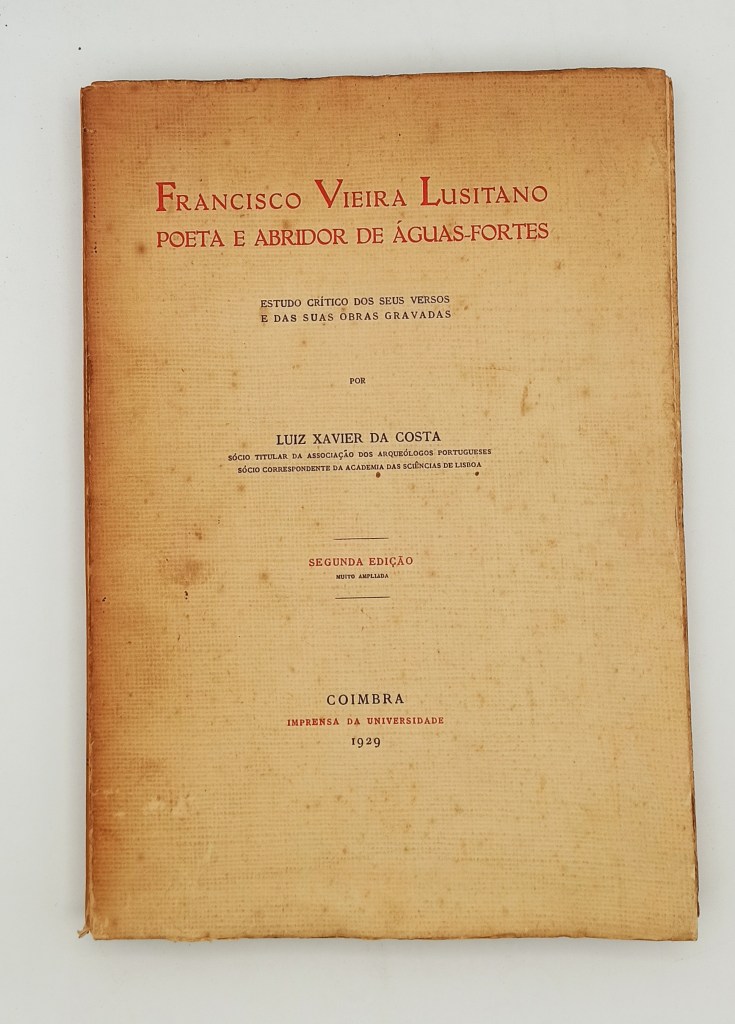 FRANCISCO VIEIRA LUSITANO
POETA E ABRIDOR DE ÁGUAS-FORTES
ESTUDO CRÍTICO DOS SEUS VERSOS
E DAS SUAS OBRAS GRAVADAS
POR
LUIZ XAVIER DA COSTA
SÓCIO TITULAR DA ASSOCIAÇÃO DOS ARQUEÓLOGOS PORTUGUESES
SÓCIO CORRESPONDENTE DA ACADEMIA DAS SCIÊNCIAS DE LISBOA
SEGUNDA EDIÇÃO
MUITO AMPLIADA
COIMBRA
IMPRENSA DA UNIVERSIDADE
1929